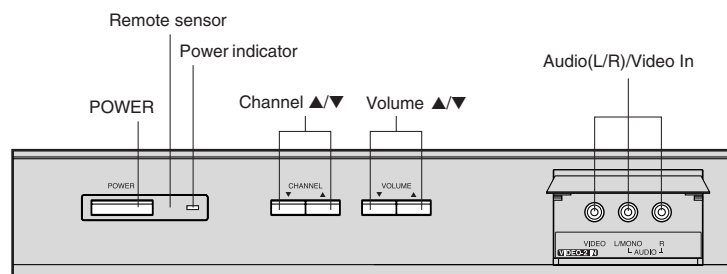 Remote sensor
Power indicator
POWER
Channel ▲/▼
Volume ▲/▼
Audio(L/R)/Video In
POWER
CHANNEL
▼ ▲
VOLUME
▼ ▲
VIDEO L/MONO R
VIDEO-2 IN
AUDIO